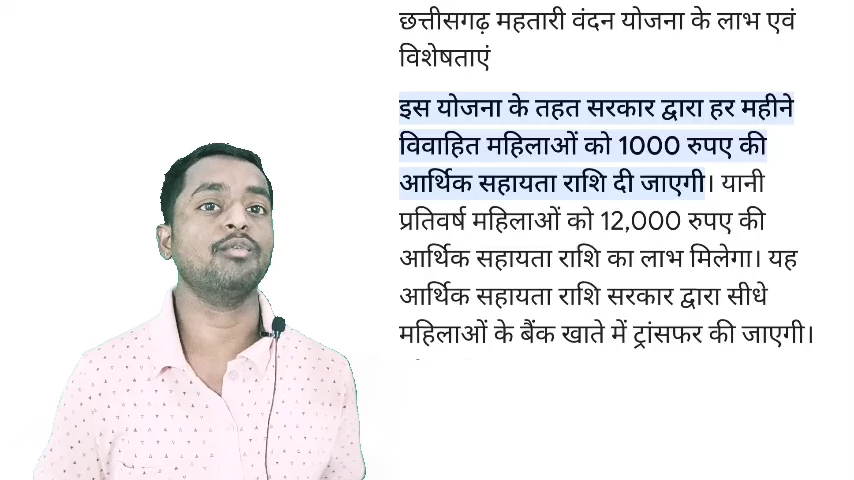 छत्तीसगढ़ महतारी वंदन योजना के लाभ एवं
विशेषताएं
इस योजना के तहत सरकार द्वारा हर महीने
विवाहित महिलाओं को 1000 रुपए की
आर्थिक सहायता राशि दी जाएगी। यानी
प्रतिवर्ष महिलाओं को 12,000 रुपए की
आर्थिक सहायता राशि का लाभ मिलेगा। यह
आर्थिक सहायता राशि सरकार द्वारा सीधे
महिलाओं के बैंक खाते में ट्रांसफर की जाएगी।